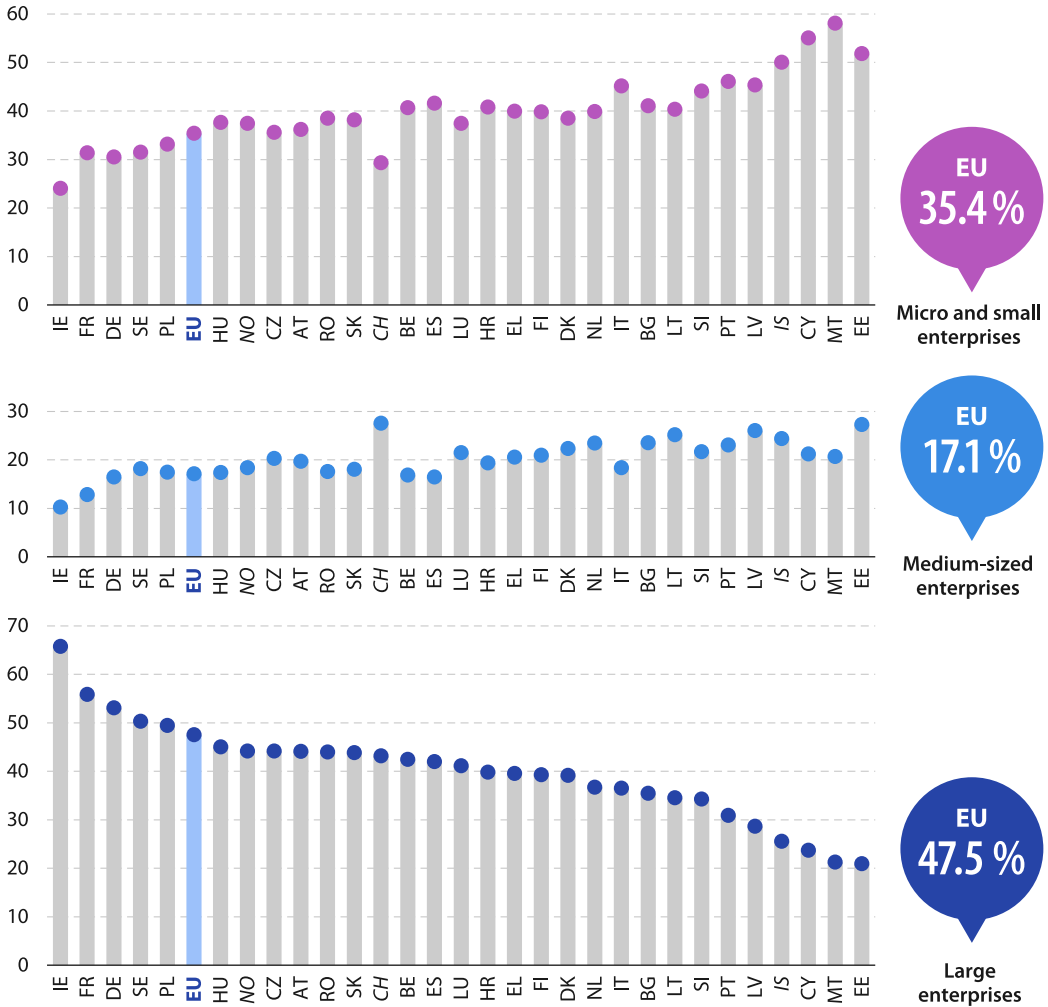 60
50
40
30
20
10
0
IE FR DE SE PL EU HU NO CZ AT RO SK CH BE ES LU HR EL FI DK NL IT BG LT SI PT LV IS CY MT EE
EU
35.4 %
Micro and small
enterprises
30
20
10
0
IE FR DE SE PL EU HU NO CZ AT RO SK CH BE ES LU HR EL FI DK NL IT BG LT SI PT LV IS CY MT EE
EU
17.1 %
Medium-sized
enterprises
70
60
50
40
30
20
10
0
IE FR DE SE PL EU HU NO CZ AT RO SK CH BE ES LU HR EL FI DK NL IT BG LT SI PT LV IS CY MT EE
EU
47.5 %
Large
enterprises